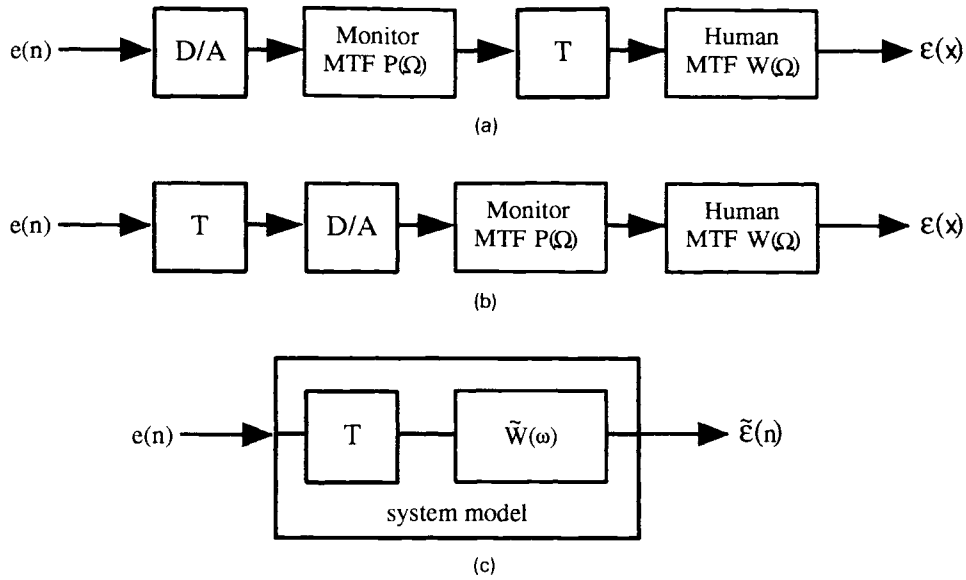 e(n) D/A Monitor MTF P(Ω) T Human MTF W(Ω) ε(x)
(a)
e(n) T D/A Monitor MTF P(Ω) Human MTF W(Ω) ε(x)
(b)
e(n) T W̃(ω) ε̃(n)
system model
(c)